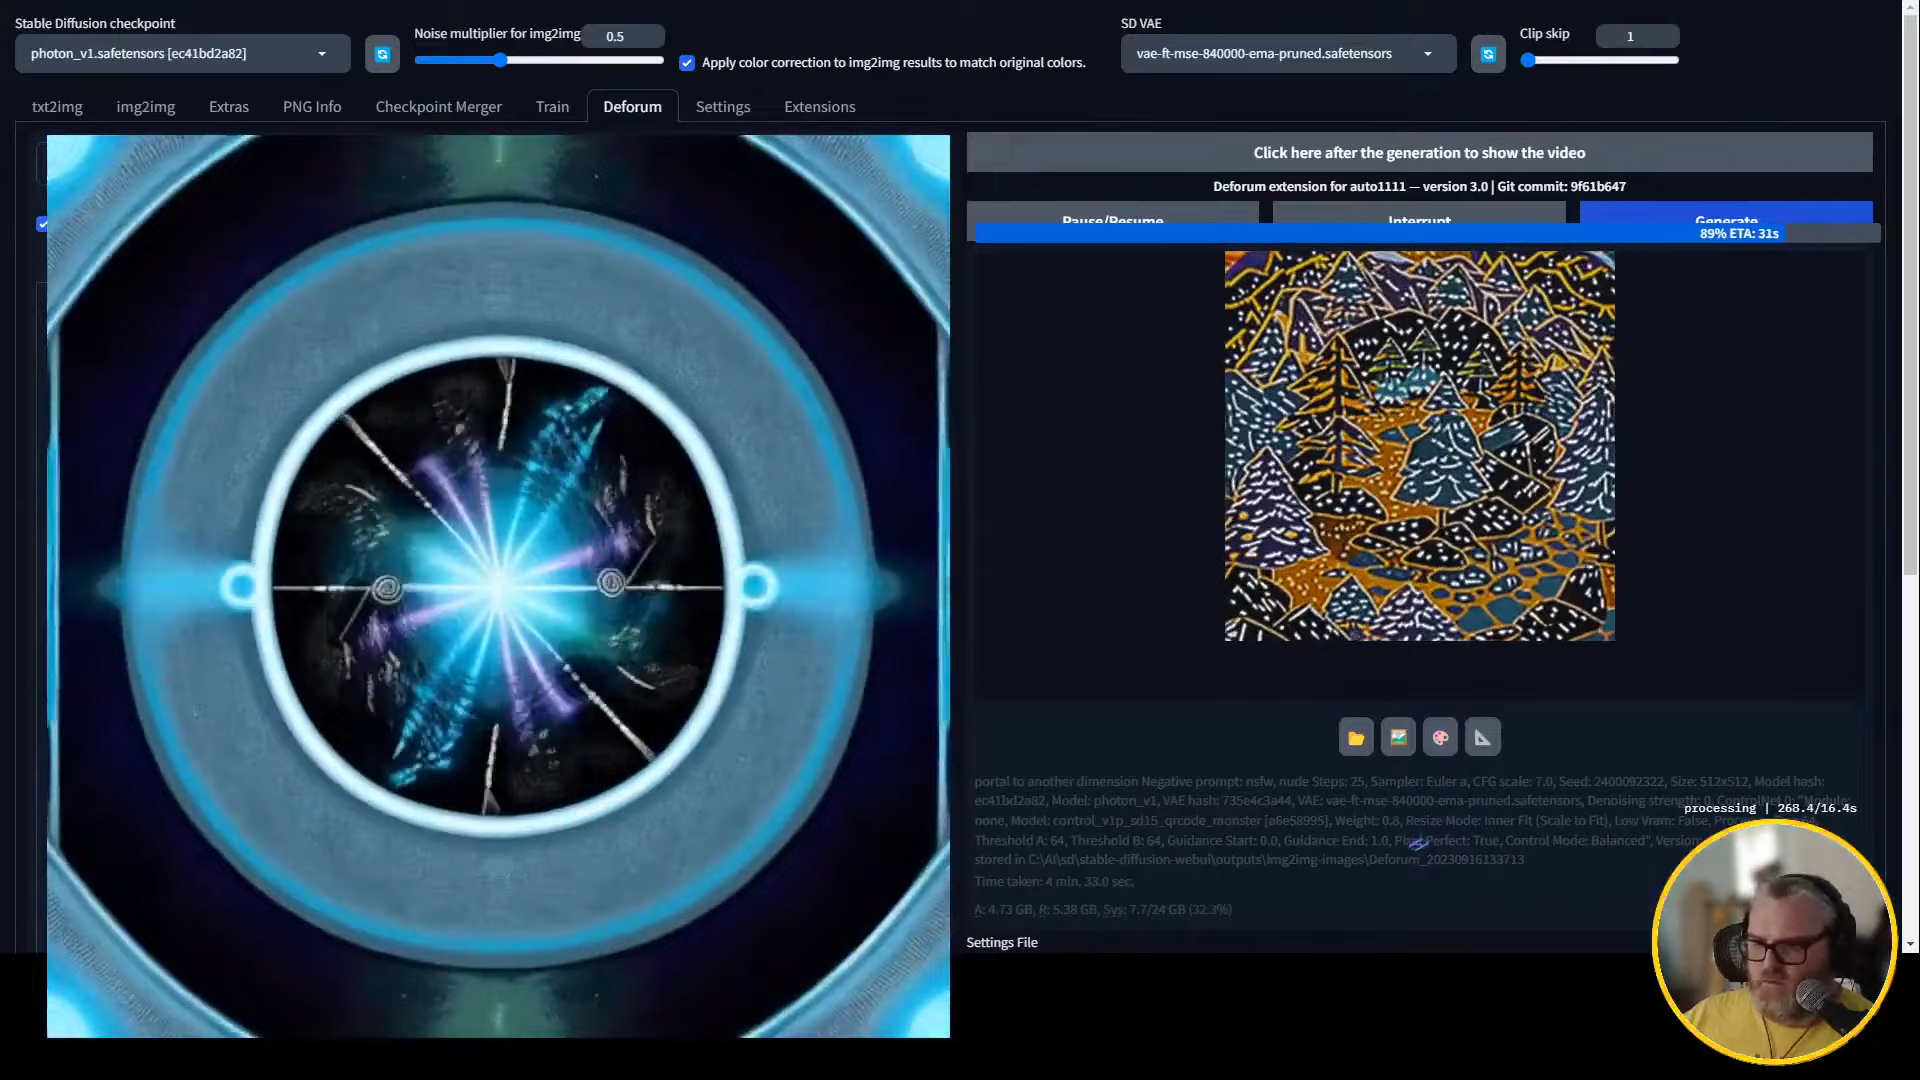 Stable Diffusion checkpoint
photon_v1.safetensors [ec41bd2a82]
Noise multiplier for img2img
0.5
Apply color correction to img2img results to match original colors.
SD VAE
vae-ft-mse-840000-ema-pruned.safetensors
Clip skip
1
txt2img
img2img
Extras
PNG Info
Checkpoint Merger
Train
Deforum
Settings
Extensions
Click here after the generation to show the video
Deforum extension for auto1111 — version 3.0 | Git commit: 9f61b647
Pause/Resume
Interrupt
Generate
89% ETA: 31s
portal to another dimension Negative prompt: nsfw, nude Steps: 25, Sampler: Euler a, CFG scale: 7.0, Seed: 2400092322, Size: 512x512, Model hash:
ec41bd2a82, Model: photon_v1, VAE hash: 735e4c3a44, VAE: vae-ft-mse-840000-ema-pruned.safetensors, Denoising strength: 0, ControlNet 0: "Module:
processing | 268.4/16.4s
none, Model: control_v1p_sd15_qrcode_monster [a6e58995], Weight: 0.8, Resize Mode: Inner Fit (Scale to Fit), Low Vram: False,
Threshold A: 64, Threshold B: 64, Guidance Start: 0.0, Guidance End: 1.0, Pixel Perfect: True, Control Mode: Balanced",
stored in C:\AI\sd\stable-diffusion-webui\outputs\img2img-images\Deforum_20230916133713
Time taken: 4 min. 33.0 sec.
A: 4.73 GB, R: 5.38 GB, Sys: 7.7/24 GB (32.3%)
Settings File